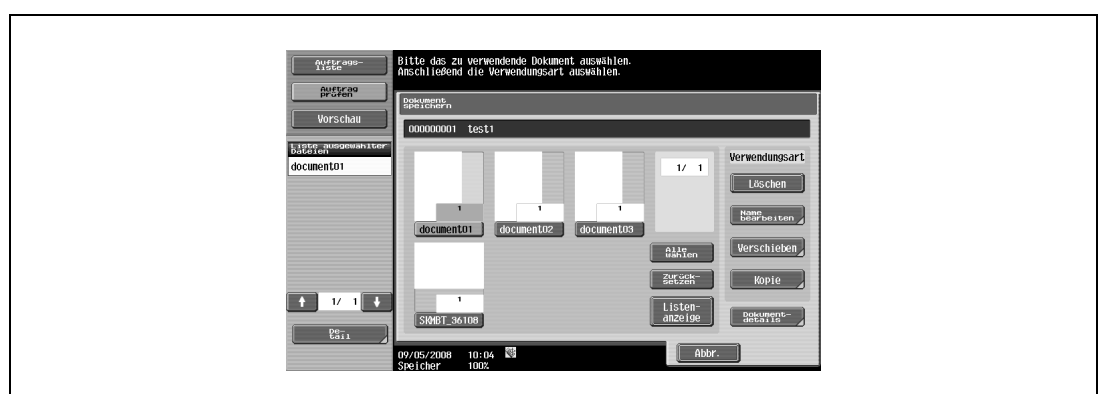 Auftrags-
liste
Auftrag
prüfen
Vorschau
Liste ausgewählter
Dateien
document01
1/ 1
De-
tail
Bitte das zu verwendende Dokument auswählen.
Anschließend die Verwendungsart auswählen.
Dokument
speichern
000000001 test1
1
document01
1
document02
1
document03
1
SKMBT_36108
1/ 1
Alle
wählen
Zurück-
setzen
Listen-
anzeige
Verwendungsart
Löschen
Name
bearbeiten
Verschieben
Kopie
Dokument-
details
Abbr.
09/05/2008 10:04
Speicher 100%